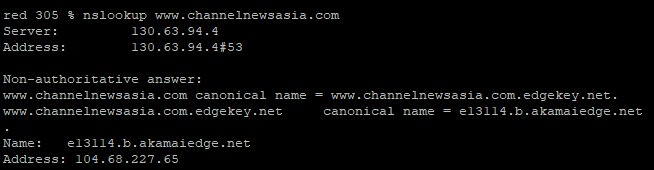 red 305 % nslookup www.channelnewsasia.com
Server: 130.63.94.4
Address: 130.63.94.4#53
Non-authoritative answer:
www.channelnewsasia.com canonical name = www.channelnewsasia.com.edgekey.net.
www.channelnewsasia.com.edgekey.net canonical name = e13114.b.akamaiedge.net
.
Name: e13114.b.akamaiedge.net
Address: 104.68.227.65